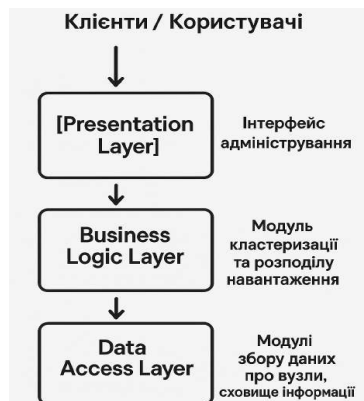 Клієнти / Користувачі
[Presentation
Layer]
Інтерфейс
адміністрування
Business
Logic Layer
Модуль
кластеризації
та розподілу
навантаження
Data
Access Layer
Модулі
збору даних
про вузли,
сховище інформації